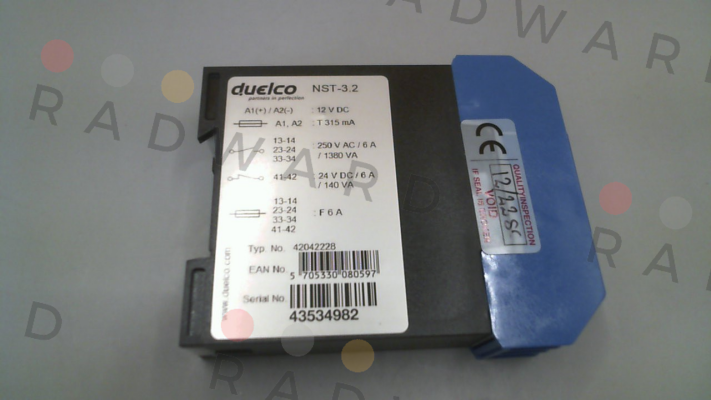 RADWARD
duelco NST-3.2
partners in perfection
A1(+) / A2(-) : 12 V DC
A1, A2 : T 315 mA
13-14
23-24 : 250 V AC / 6 A
33-34 / 1380 VA
41-42 : 24 V DC / 6 A
/ 140 VA
13-14
23-24
33-34 : F 6 A
41-42
Typ. No. 42042228
EAN No. 5 705330 080597
Serial No.
43534982
www.duelco.com
CE
QUALITY INSPECTION
VOID
IF SEAL IS BROKEN
RADWARD